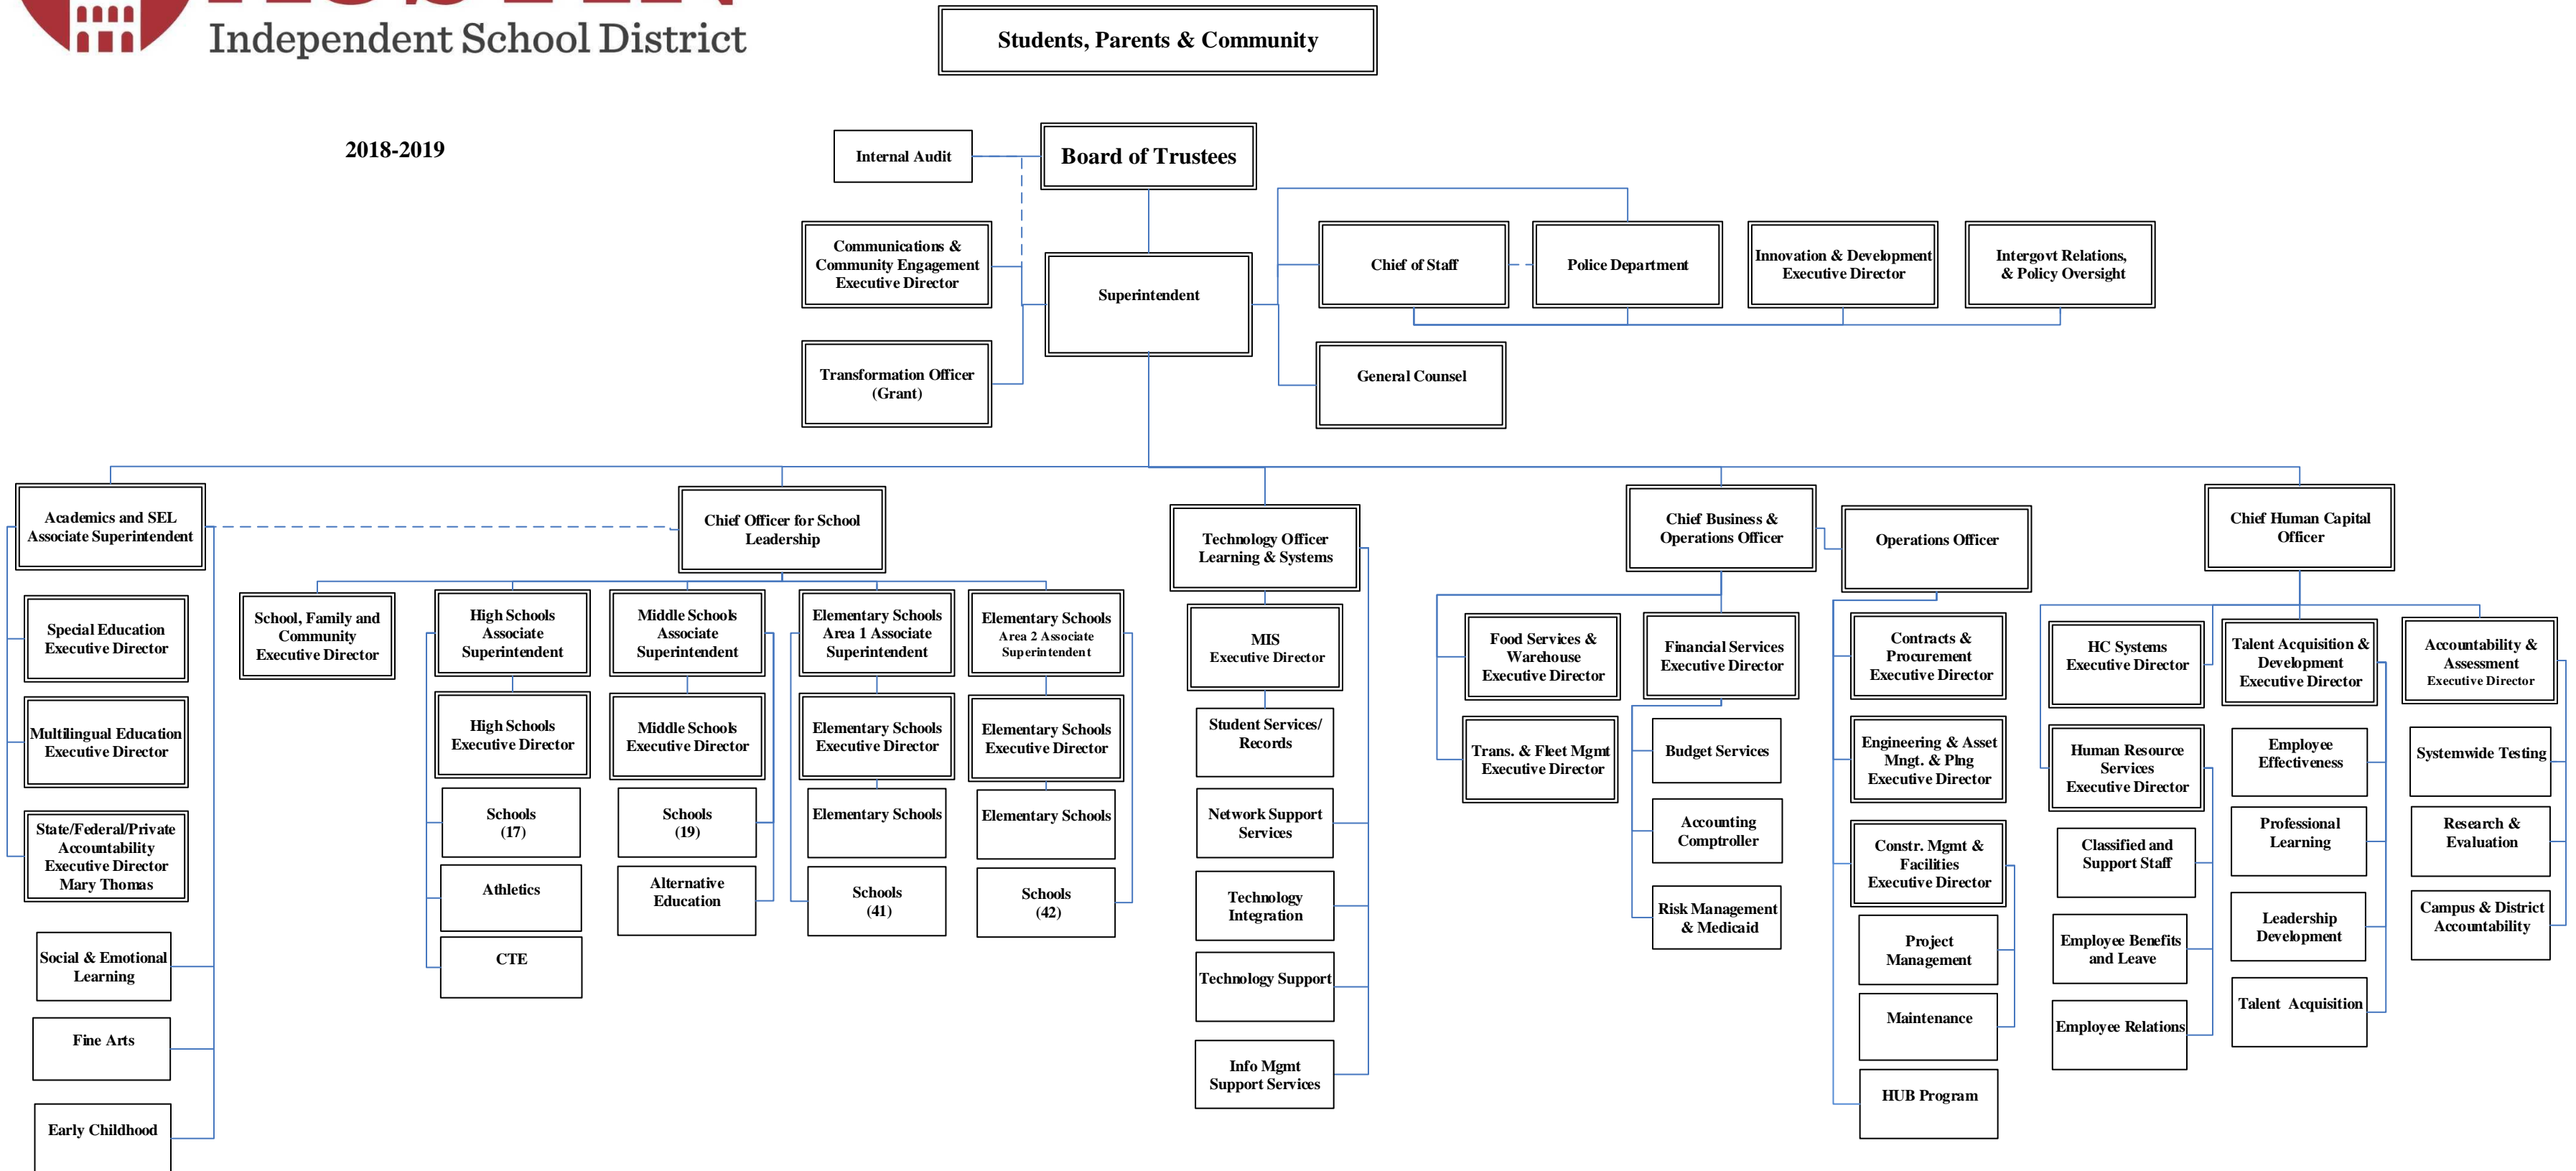 Independent School District
Students, Parents & Community
2018-2019
Internal Audit
Board of Trustees
Communications &
Community Engagement
Executive Director
Superintendent
Chief of Staff
Police Department
Innovation & Development
Executive Director
Intergovt Relations,
& Policy Oversight
Transformation Officer
(Grant)
General Counsel
Academics and SEL
Associate Superintendent
Chief Officer for School
Leadership
Technology Officer
Learning & Systems
Chief Business &
Operations Officer
Operations Officer
Chief Human Capital
Officer
Special Education
Executive Director
Multilingual Education
Executive Director
State/Federal/Private
Accountability
Executive Director
Mary Thomas
Social & Emotional
Learning
Fine Arts
Early Childhood
School, Family and
Community
Executive Director
High Schools
Associate
Superintendent
High Schools
Executive Director
Schools
(17)
Athletics
CTE
Middle Schools
Associate
Superintendent
Middle Schools
Executive Director
Schools
(19)
Alternative
Education
Elementary Schools
Area 1 Associate
Superintendent
Elementary Schools
Executive Director
Elementary Schools
Schools
(41)
Elementary Schools
Area 2 Associate
Superintendent
Elementary Schools
Executive Director
Elementary Schools
Schools
(42)
MIS
Executive Director
Student Services/
Records
Network Support
Services
Technology
Integration
Technology Support
Info Mgmt
Support Services
Food Services &
Warehouse
Executive Director
Trans. & Fleet Mgmt
Executive Director
Financial Services
Executive Director
Budget Services
Accounting
Comptroller
Risk Management
& Medicaid
Contracts &
Procurement
Executive Director
Engineering & Asset
Mngt. & Plng
Executive Director
Constr. Mgmt &
Facilities
Executive Director
Project
Management
Maintenance
HUB Program
HC Systems
Executive Director
Human Resource
Services
Executive Director
Classified and
Support Staff
Employee Benefits
and Leave
Employee Relations
Talent Acquisition &
Development
Executive Director
Employee
Effectiveness
Professional
Learning
Leadership
Development
Talent Acquisition
Accountability &
Assessment
Executive Director
Systemwide Testing
Research &
Evaluation
Campus & District
Accountability